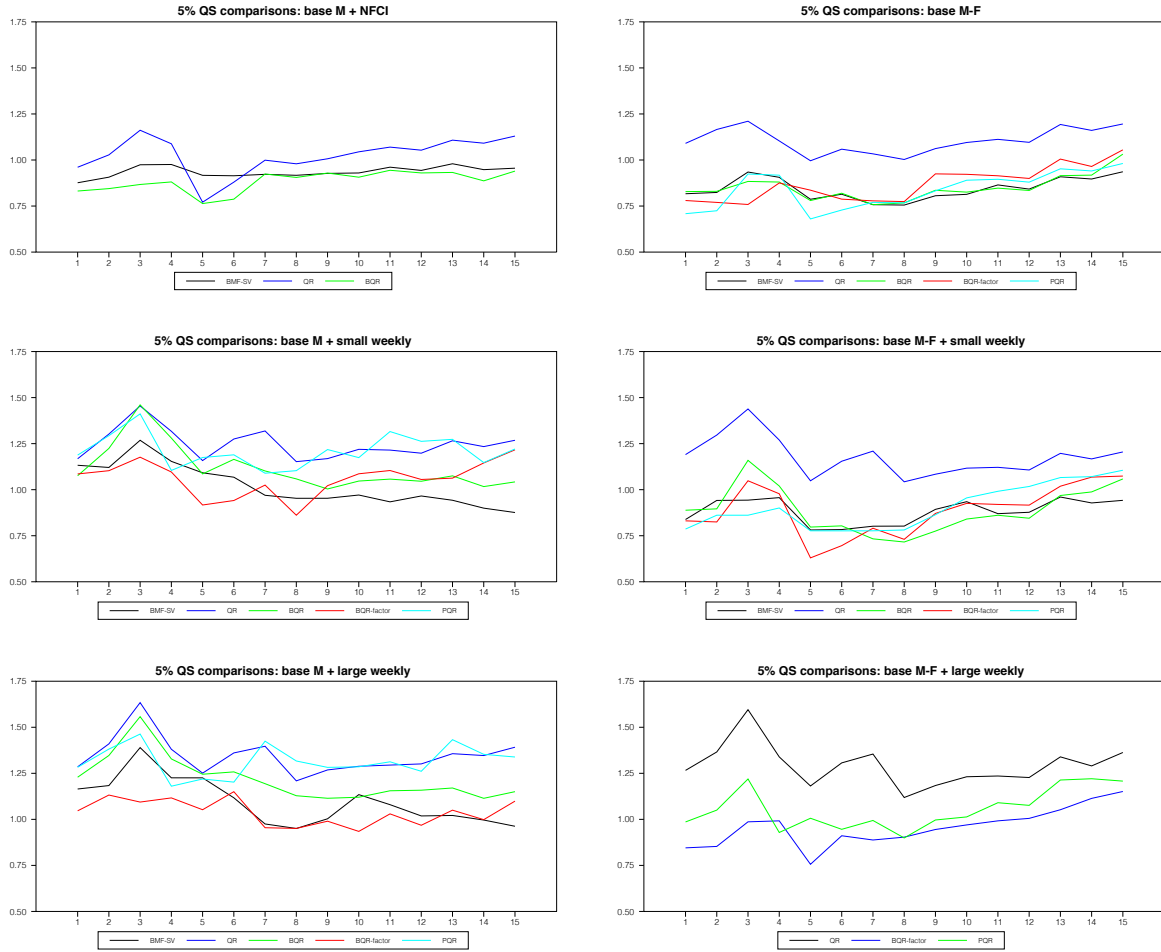 5% QS comparisons: base M + NFCI
1.75
1.50
1.25
1.00
0.75
0.50
1 2 3 4 5 6 7 8 9 10 11 12 13 14 15
BMF-SV QR BQR
5% QS comparisons: base M-F
1.75
1.50
1.25
1.00
0.75
0.50
1 2 3 4 5 6 7 8 9 10 11 12 13 14 15
BMF-SV QR BQR BQR-factor PQR
5% QS comparisons: base M + small weekly
1.75
1.50
1.25
1.00
0.75
0.50
1 2 3 4 5 6 7 8 9 10 11 12 13 14 15
BMF-SV QR BQR BQR-factor PQR
5% QS comparisons: base M-F + small weekly
1.75
1.50
1.25
1.00
0.75
0.50
1 2 3 4 5 6 7 8 9 10 11 12 13 14 15
BMF-SV QR BQR BQR-factor PQR
5% QS comparisons: base M + large weekly
1.75
1.50
1.25
1.00
0.75
0.50
1 2 3 4 5 6 7 8 9 10 11 12 13 14 15
BMF-SV QR BQR BQR-factor PQR
5% QS comparisons: base M-F + large weekly
1.75
1.50
1.25
1.00
0.75
0.50
1 2 3 4 5 6 7 8 9 10 11 12 13 14 15
QR BQR-factor PQR